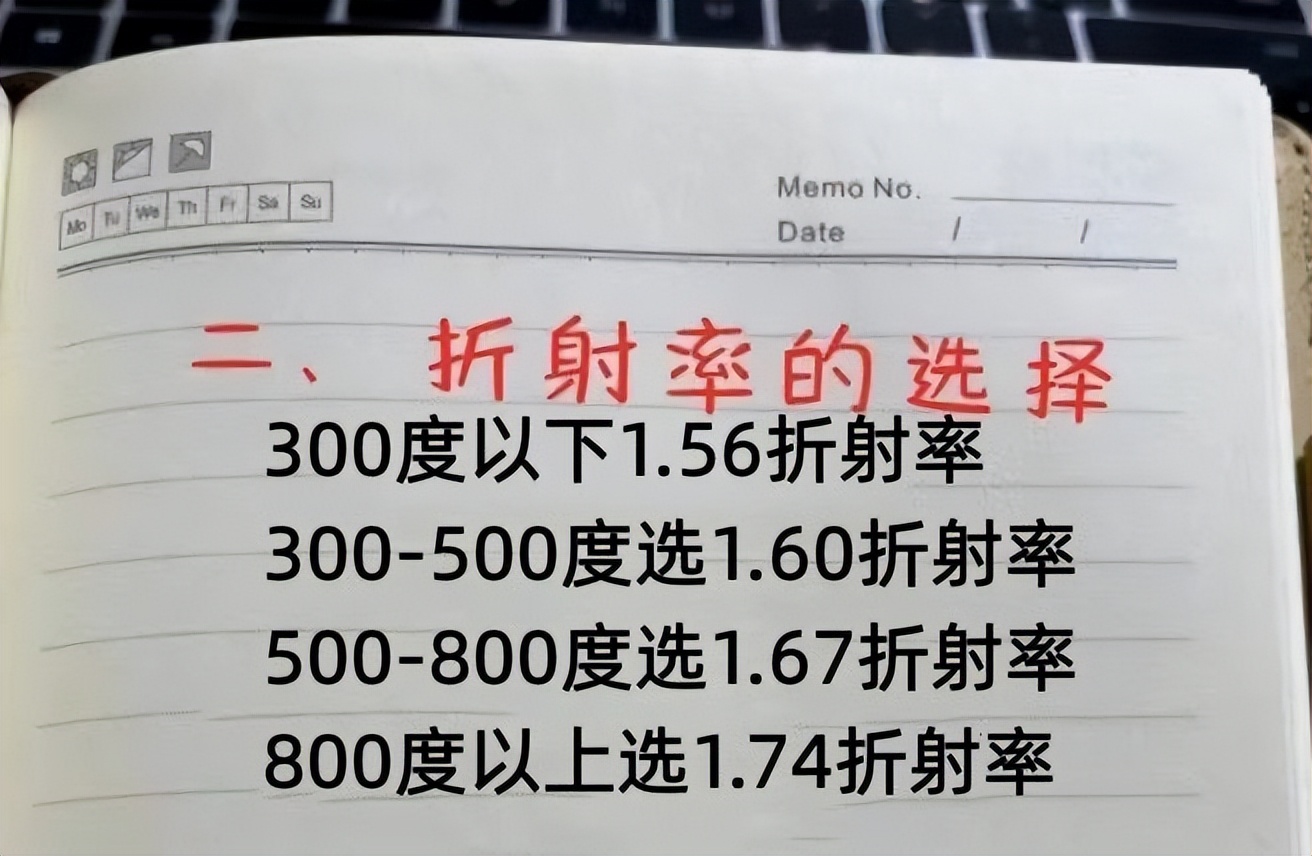 Mo Tu We Th Fr Sa Su
Memo No.
Date / /
二、折射率的选择
300度以下1.56折射率
300-500度选1.60折射率
500-800度选1.67折射率
800度以上选1.74折射率